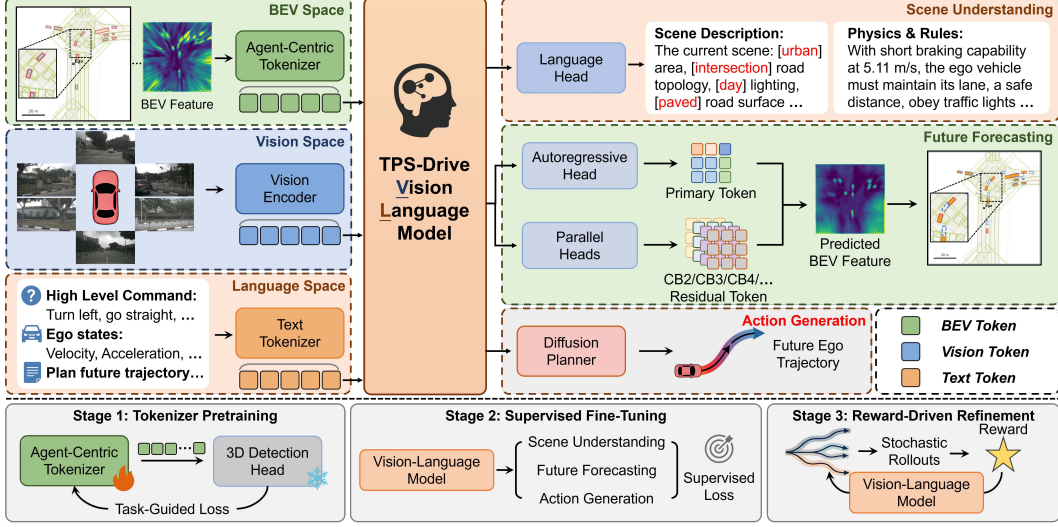 BEV Space
Ego
20 m
...
BEV Feature
Agent-Centric
Tokenizer
Vision Space
Vision
Encoder
Language Space
High Level Command:
Turn left, go straight, ...
Ego states:
Velocity, Acceleration, ...
Plan future trajectory...
Text
Tokenizer
TPS-Drive
Vision
Language
Model
Scene Understanding
Language
Head
Scene Description:
The current scene: [urban]
area, [intersection] road
topology, [day] lighting,
[paved] road surface ...
Physics & Rules:
With short braking capability
at 5.11 m/s, the ego vehicle
must maintain its lane, a safe
distance, obey traffic lights ...
Future Forecasting
Autoregressive
Head
Primary Token
Parallel
Heads
CB2/CB3/CB4/...
Residual Token
Predicted
BEV Feature
Action Generation
Diffusion
Planner
Future Ego
Trajectory
BEV Token
Vision Token
Text Token
Stage 1: Tokenizer Pretraining
Agent-Centric
Tokenizer
...
3D Detection
Head
Task-Guided Loss
Stage 2: Supervised Fine-Tuning
Vision-Language
Model
Scene Understanding
Future Forecasting
Action Generation
Supervised
Loss
Stage 3: Reward-Driven Refinement
Stochastic
Rollouts
Reward
Vision-Language
Model